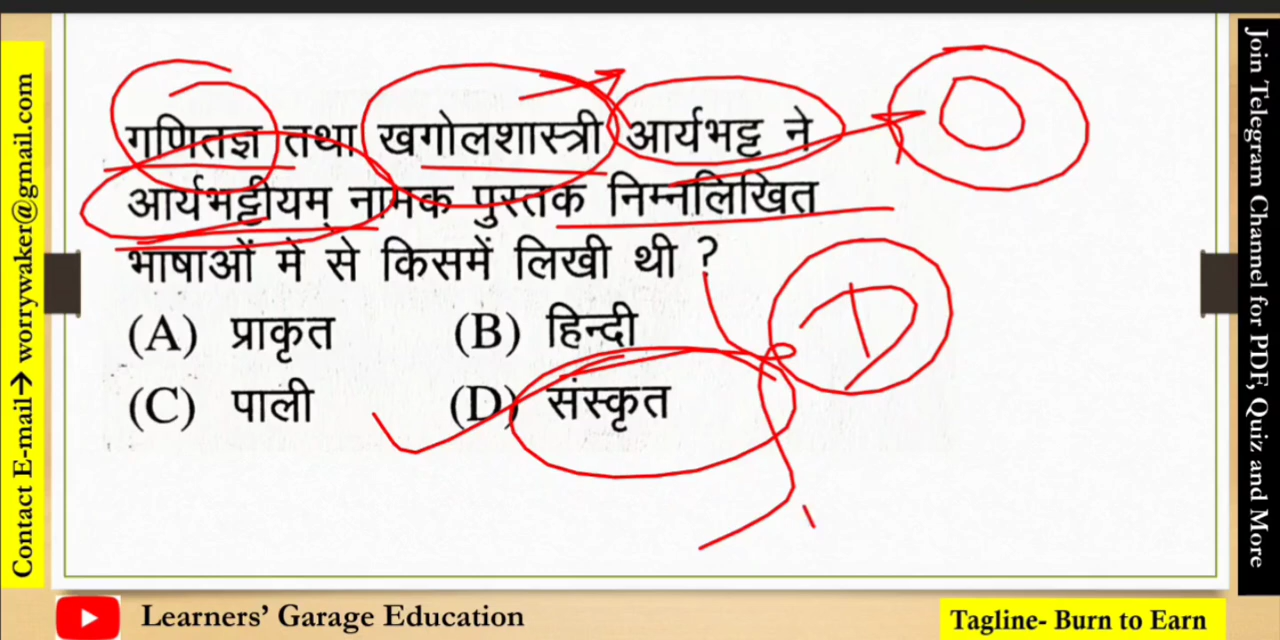 गणितज्ञ तथा खगोलशास्त्री आर्यभट्ट ने
आर्यभट्टीयम् नामक पुस्तक निम्नलिखित
भाषाओं मे से किसमें लिखी थी ?
(A) प्राकृत (B) हिन्दी
(C) पाली (D) संस्कृत
D
Contact E-mail→ worrywaker@gmail.com
Join Telegram Channel for PDF, Quiz and More
Learners’ Garage Education
Tagline- Burn to Earn